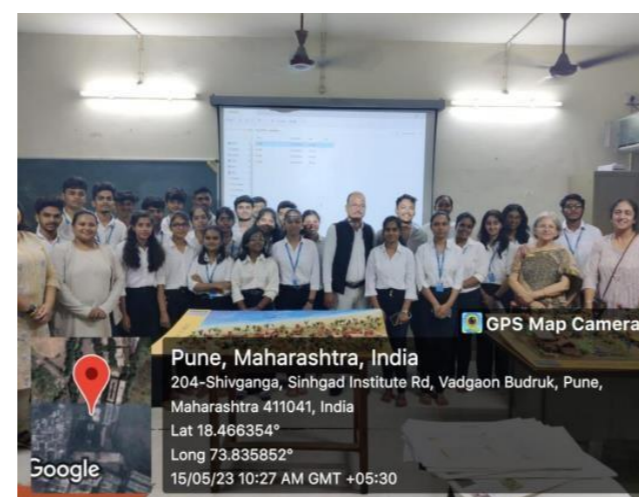 GPS Map Camera
Pune, Maharashtra, India
204-Shivganga, Sinhgad Institute Rd, Vadgaon Budruk, Pune,
Maharashtra 411041, India
Lat 18.466354°
Long 73.835852°
15/05/23 10:27 AM GMT +05:30
Google